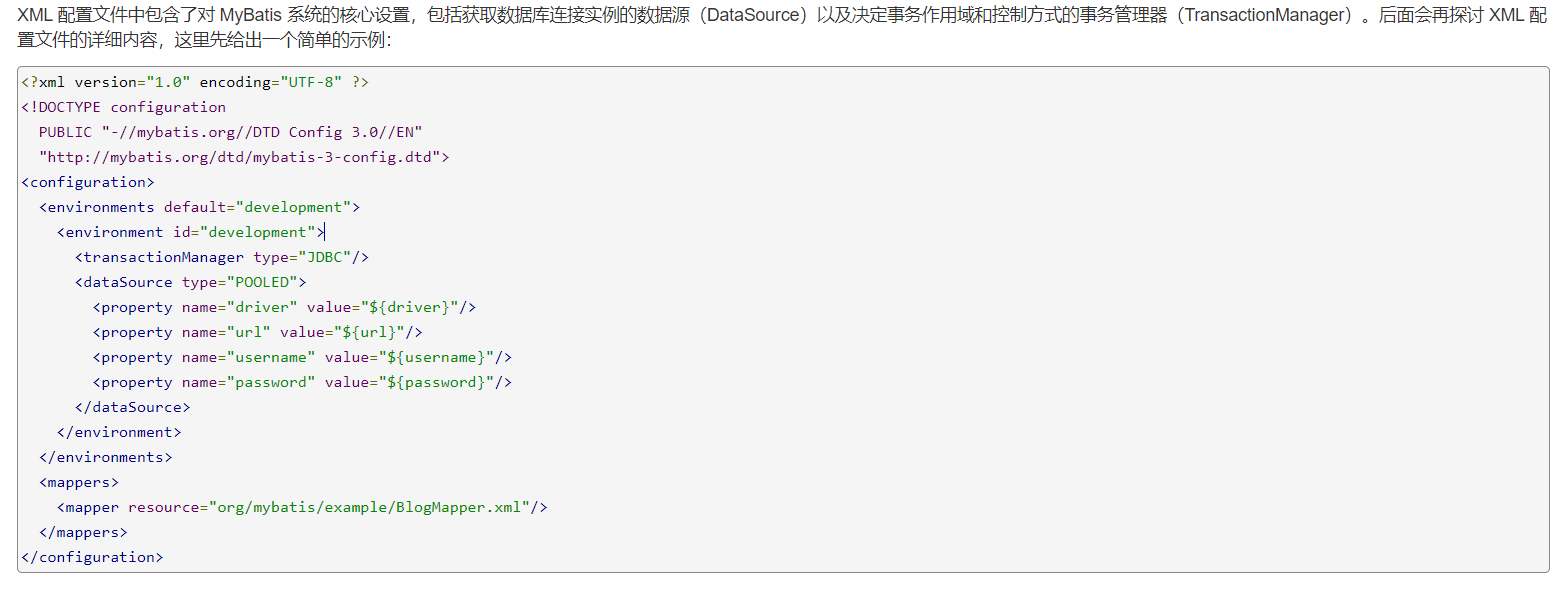 XML 配置文件中包含了对 MyBatis 系统的核心设置，包括获取数据库连接实例的数据源（DataSource）以及决定事务作用域和控制方式的事务管理器（TransactionManager）。后面会再探讨 XML 配
置文件的详细内容，这里先给出一个简单的示例：
<?xml version="1.0" encoding="UTF-8" ?>
<!DOCTYPE configuration
  PUBLIC "-//mybatis.org//DTD Config 3.0//EN"
  "http://mybatis.org/dtd/mybatis-3-config.dtd">
<configuration>
  <environments default="development">
    <environment id="development">
      <transactionManager type="JDBC"/>
      <dataSource type="POOLED">
        <property name="driver" value="${driver}"/>
        <property name="url" value="${url}"/>
        <property name="username" value="${username}"/>
        <property name="password" value="${password}"/>
      </dataSource>
    </environment>
  </environments>
  <mappers>
    <mapper resource="org/mybatis/example/BlogMapper.xml"/>
  </mappers>
</configuration>